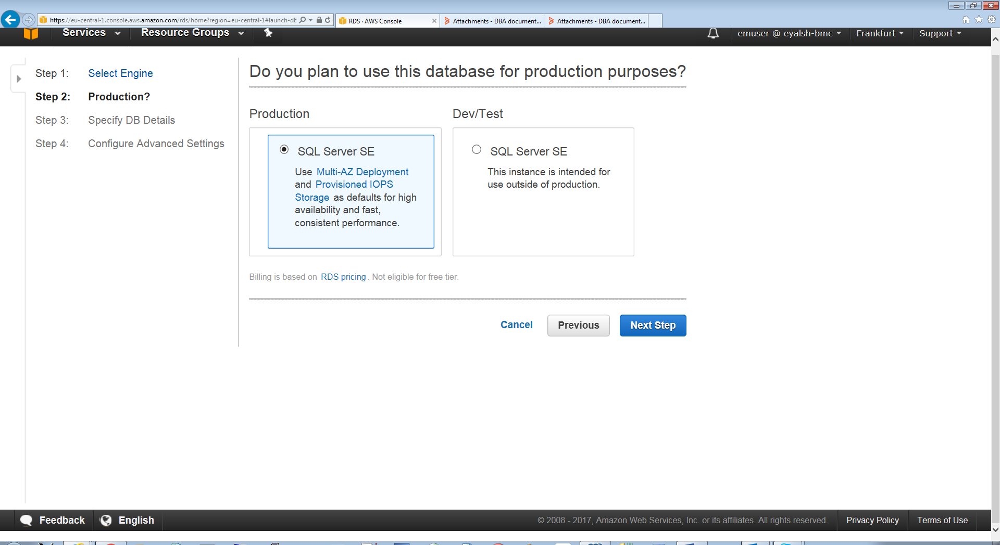 https://eu-central-1.console.aws.amazon.com/rds/home?region=eu-central-1#launch-dt
RDS · AWS Console
Attachments - DBA document...
Attachments - DBA document...
Services
Resource Groups
emuser @ eyalsh-bmc
Frankfurt
Support
Step 1: Select Engine
Step 2: Production?
Step 3: Specify DB Details
Step 4: Configure Advanced Settings
Do you plan to use this database for production purposes?
Production
SQL Server SE
Use Multi-AZ Deployment
and Provisioned IOPS
Storage as defaults for high
availability and fast,
consistent performance.
Dev/Test
SQL Server SE
This instance is intended for
use outside of production.
Billing is based on RDS pricing . Not eligible for free tier.
Cancel
Previous
Next Step
Feedback
English
© 2008 - 2017, Amazon Web Services, Inc. or its affiliates. All rights reserved.
Privacy Policy
Terms of Use